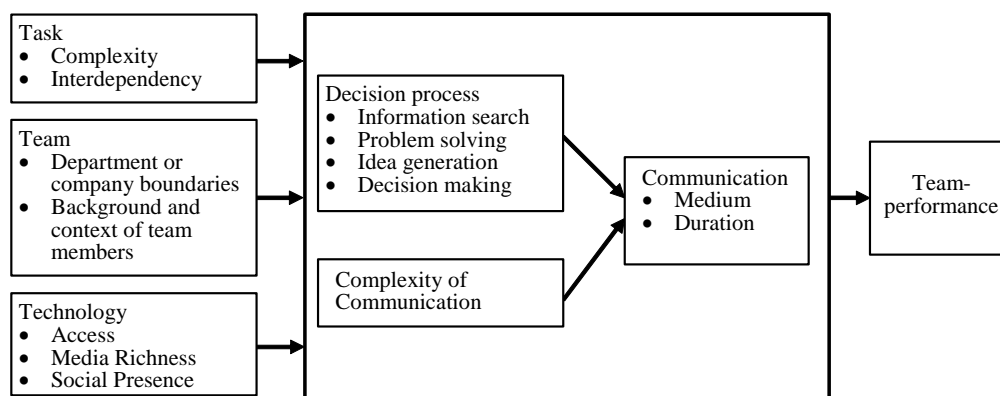 Task
• Complexity
• Interdependency
Team
• Department or
company boundaries
• Background and
context of team
members
Technology
• Access
• Media Richness
• Social Presence
Decision process
• Information search
• Problem solving
• Idea generation
• Decision making
Complexity of
Communication
Communication
• Medium
• Duration
Team-
performance